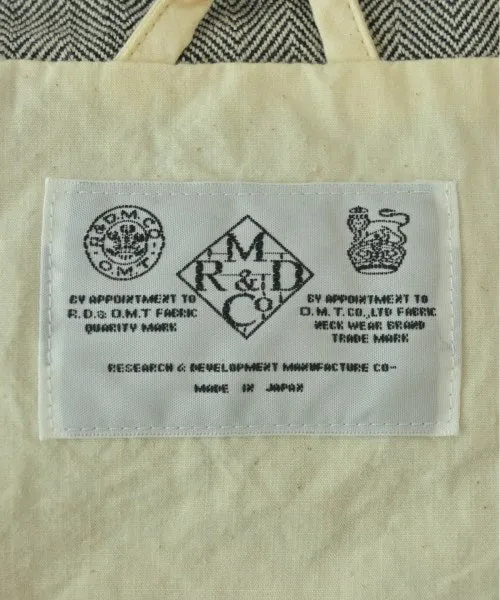 R.&D.M.CO.
O.M.T.
M
R & D
Co
BY APPOINTMENT TO
R.D.& O.M.T FABRIC
QUARITY MARK
BY APPOINTMENT TO
O.M.T.CO.,LTD FABRIC
NECK WEAR BRAND
TRADE MARK
RESEARCH & DEVELOPMENT MANUFACTURE CO-
MADE IN JAPAN